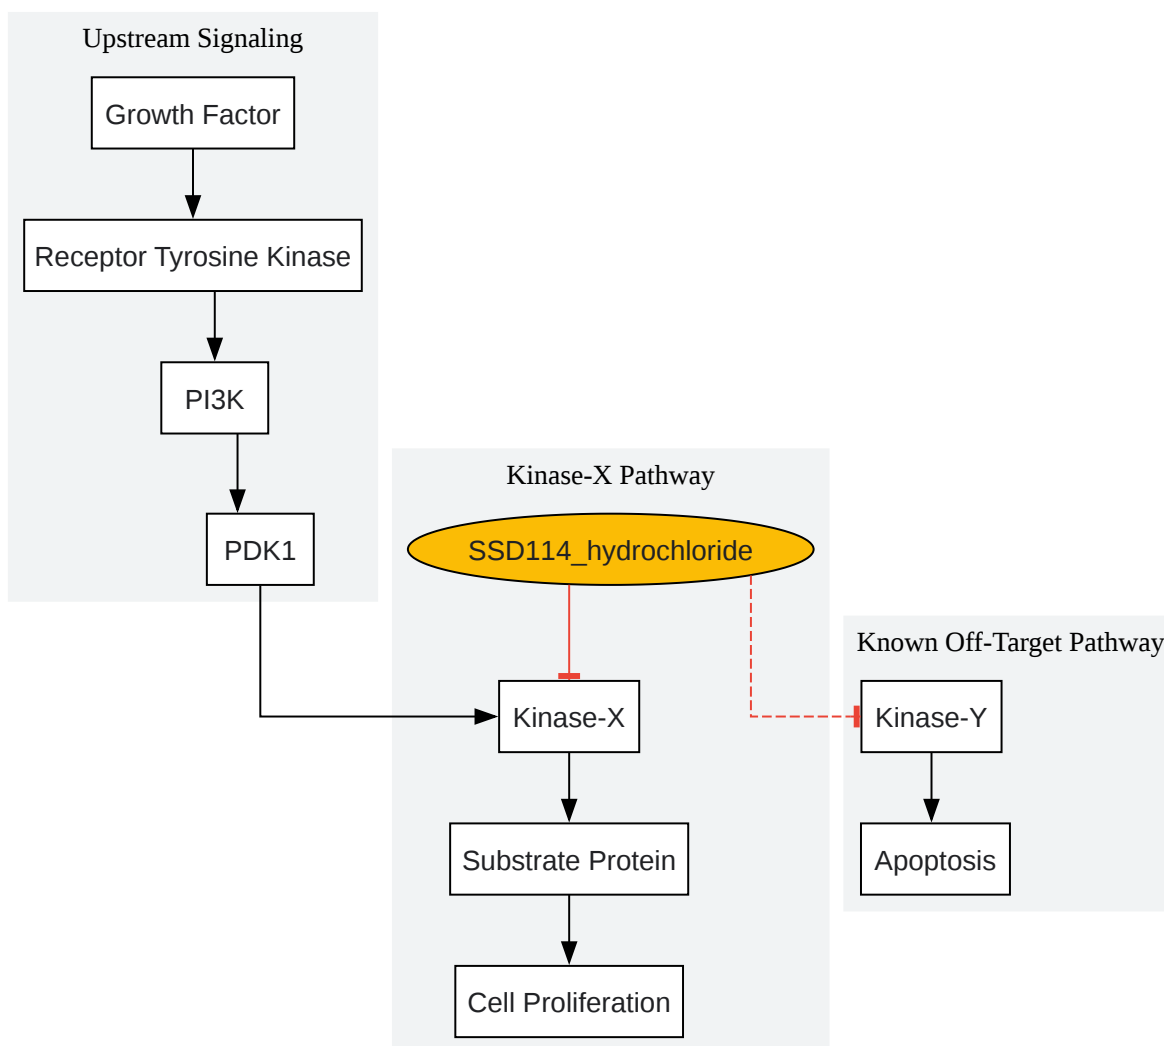 Upstream Signaling
Growth Factor
Receptor Tyrosine Kinase
PI3K
PDK1
Kinase-X Pathway
SSD114_hydrochloride
Kinase-X
Substrate Protein
Cell Proliferation
Known Off-Target Pathway
Kinase-Y
Apoptosis